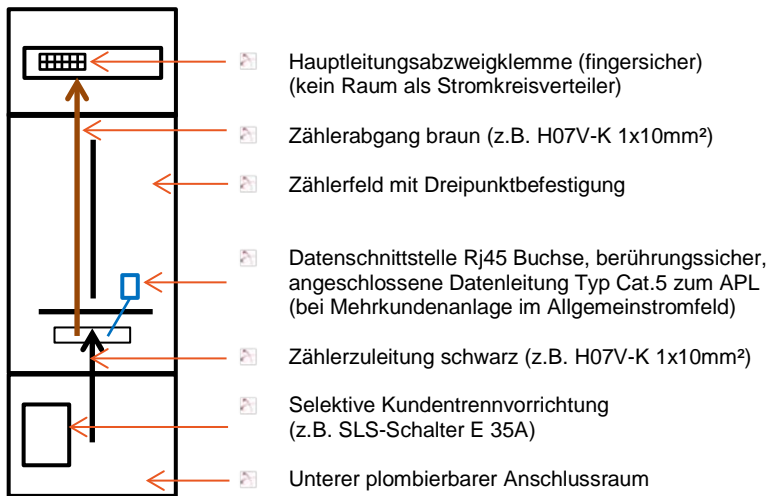 Hauptleitungsabzweigklemme (fingersicher)
(kein Raum als Stromkreisverteiler)
Zählerabgang braun (z.B. H07V-K 1x10mm²)
Zählerfeld mit Dreipunktbefestigung
Datenschnittstelle Rj45 Buchse, berührungssicher,
angeschlossene Datenleitung Typ Cat.5 zum APL
(bei Mehrkundenanlage im Allgemeinstromfeld)
Zählerzuleitung schwarz (z.B. H07V-K 1x10mm²)
Selektive Kundentrennvorrichtung
(z.B. SLS-Schalter E 35A)
Unterer plombierbarer Anschlussraum